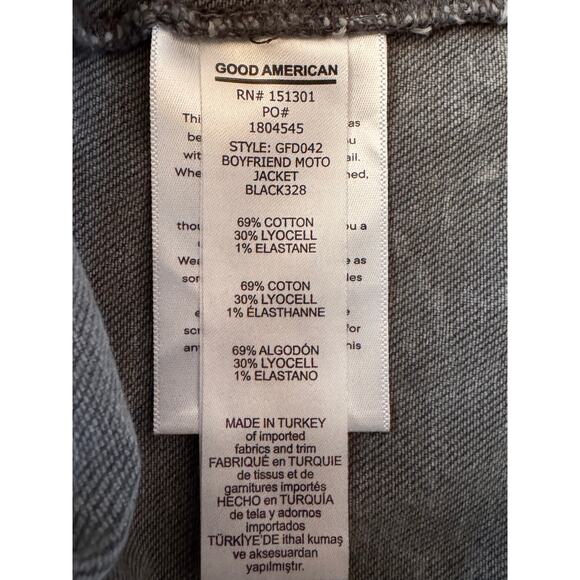 GOOD AMERICAN
RN# 151301
PO#
1804545
STYLE: GFD042
BOYFRIEND MOTO
JACKET
BLACK328
69% COTTON
30% LYOCELL
1% ELASTANE
69% COTON
30% LYOCELL
1% ÉLASTHANNE
69% ALGODÓN
30% LYOCELL
1% ELASTANO
MADE IN TURKEY
of imported
fabrics and trim
FABRIQUÉ en TURQUIE
de tissus et de
garnitures importés
HECHO en TURQUÍA
de tela y adornos
importados
TÜRKİYE'DE ithal kumaş
ve aksesuardan
yapılmıştır.